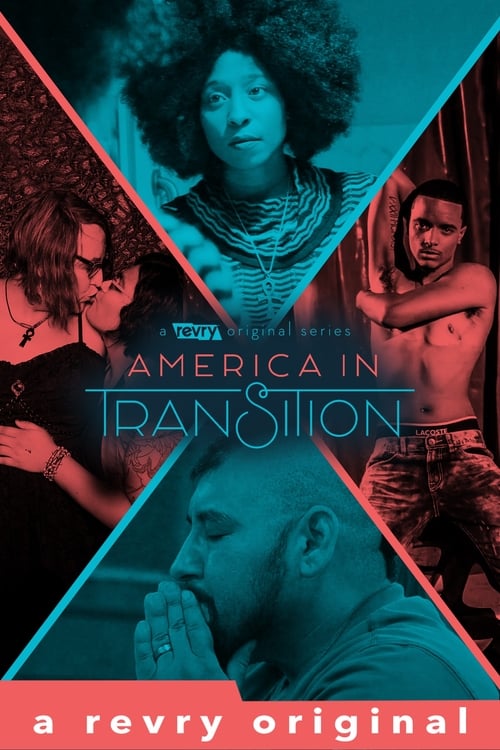 a revry original series
AMERICA IN
TRANSITION
LACOSTE
a revry original